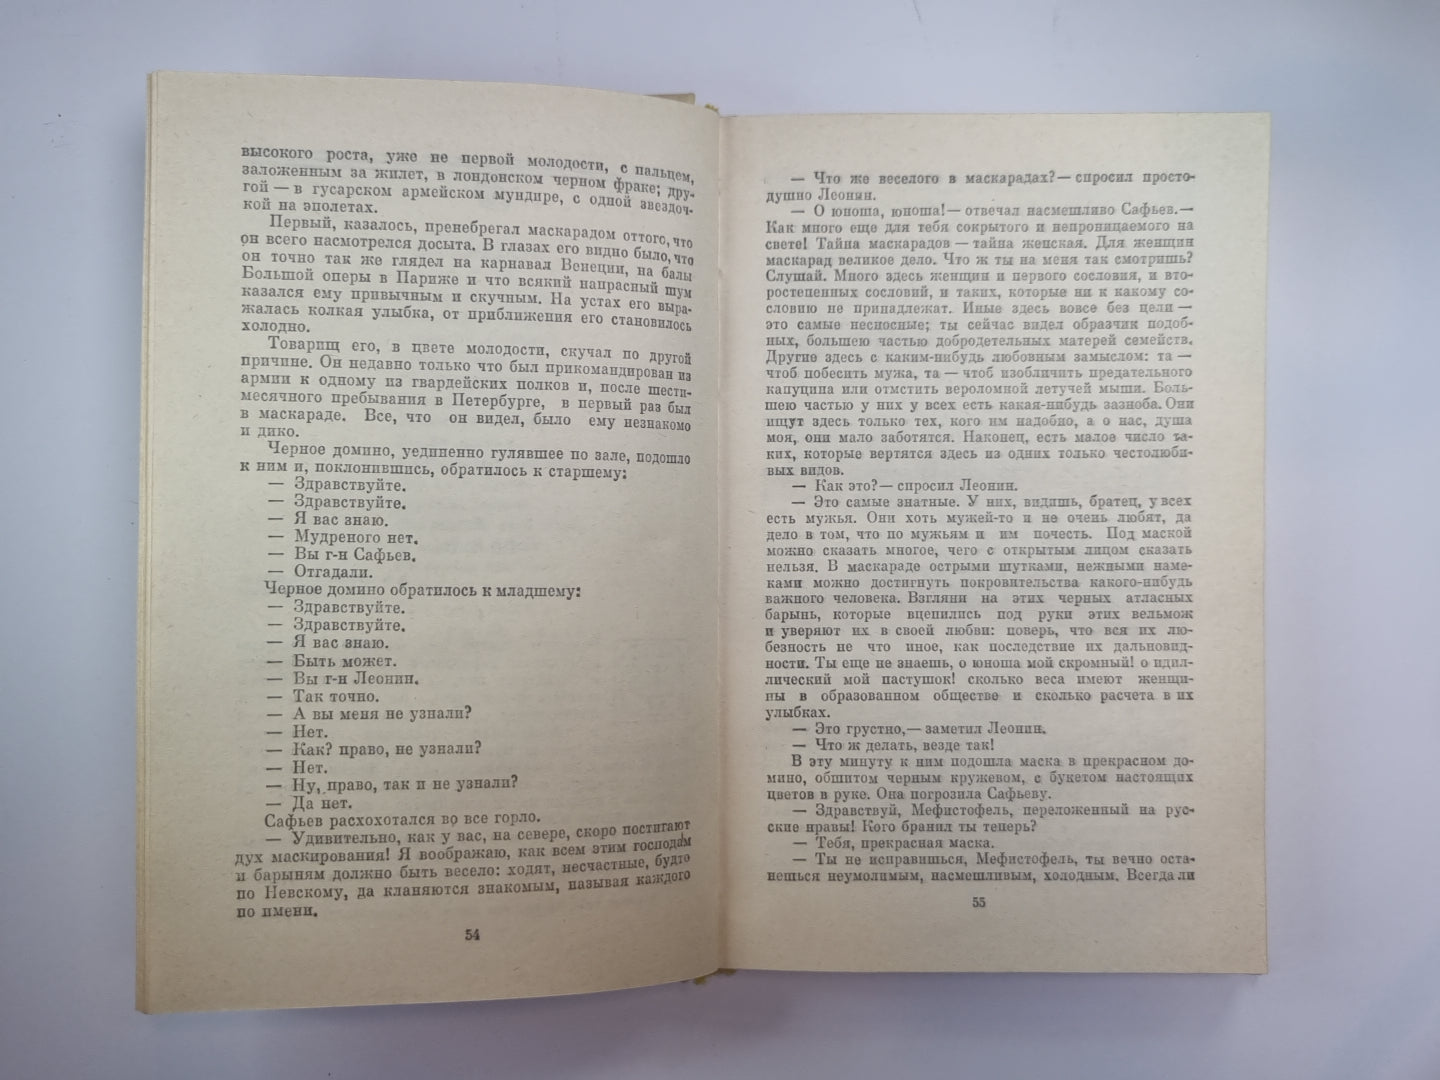 высокого роста, уже не первой молодости, с пальцем,
заложенным за жилет, в лондонском черном фраке; дру-
гой — в гусарском армейском мундире, с одной звездоч-
кой на эполетах.
Первый, казалось, пренебрегал маскарадом оттого, что
он всего насмотрелся досыта. В глазах его видно было, что
он точно так же глядел на карнавал Венеции, на балы
Большой оперы в Париже и что всякий напрасный шум
казался ему привычным и скучным. На устах его выра-
жалась колкая улыбка, от приближения его становилось
холодно.
Товарищ его, в цвете молодости, скучал по другой
причине. Он недавно только что был прикомандирован из
армии к одному из гвардейских полков и, после шести-
месячного пребывания в Петербурге, в первый раз был
в маскараде. Все, что он видел, было ему незнакомо
и дико.
Черное домино, уединенно гулявшее по зале, подошло
к ним и, поклонившись, обратилось к старшему:
— Здравствуйте.
— Здравствуйте.
— Я вас знаю.
— Мудреного нет.
— Вы г-н Сафьев.
— Отгадали.
Черное домино обратилось к младшему:
— Здравствуйте.
— Здравствуйте.
— Я вас знаю.
— Быть может.
— Вы г-н Леонин.
— Так точно.
— А вы меня не узнали?
— Нет.
— Как? право, не узнали?
— Нет.
— Ну, право, так и не узнали?
— Да нет.
Сафьев расхохотался во все горло.
— Удивительно, как у вас, на севере, скоро постигают
дух маскирования! Я воображаю, как всем этим господам
и барыням должно быть весело: ходят, несчастные, будто
по Невскому, да кланяются знакомым, называя каждого
по имени.
54
— Что же веселого в маскарадах? — спросил просто-
душно Леонин.
— О юноша, юноша! — отвечал насмешливо Сафьев. —
Как много еще для тебя сокрытого и непроницаемого на
свете! Тайна маскарадов — тайна женская. Для женщин
маскарад великое дело. Что ж ты на меня так смотришь?
Слушай. Много здесь женщин и первого сословия, и вто-
ростепенных сословий, и таких, которые ни к какому со-
словию не принадлежат. Иные здесь вовсе без цели —
это самые несносные; ты сейчас видел образчик подоб-
ных, большею частью добродетельных матерей семейств.
Другие здесь с каким-нибудь любовным замыслом: та —
чтоб побесить мужа, та — чтоб изобличить предательного
капуцина или отмстить вероломной летучей мыши. Боль-
шею частью у них у всех есть какая-нибудь зазноба. Они
ищут здесь только тех, кого им надобно, а о нас, душа
моя, они мало заботятся. Наконец, есть малое число та-
ких, которые вертятся здесь из одних только честолюби-
вых видов.
— Как это? — спросил Леонин.
— Это самые знатные. У них, видишь, братец, у всех
есть мужья. Они хоть мужей-то и не очень любят, да
дело в том, что по мужьям и им почесть. Под маской
можно сказать многое, чего с открытым лицом сказать
нельзя. В маскараде острыми шутками, нежными наме-
ками можно достигнуть покровительства какого-нибудь
важного человека. Взгляни на этих черных атласных
барынь, которые вцепились под руки этих вельмож
и уверяют их в своей любви: поверь, что вся их лю-
безность не что иное, как последствие их дальновид-
ности. Ты еще не знаешь, о юноша мой скромный! о идил-
лический мой пастушок! сколько веса имеют женщи-
ны в образованном обществе и сколько расчета в их
улыбках.
— Это грустно, — заметил Леонин.
— Что ж делать, везде так!
В эту минуту к ним подошла маска в прекрасном до-
мино, обшитом черным кружевом, с букетом настоящих
цветов в руке. Она погрозила Сафьеву.
— Здравствуй, Мефистофель, переложенный на рус-
ские нравы! Кого бранил ты теперь?
— Тебя, прекрасная маска.
— Ты не исправишься, Мефистофель, ты вечно оста-
нешься неумолимым, насмешливым, холодным. Всегда ли
55